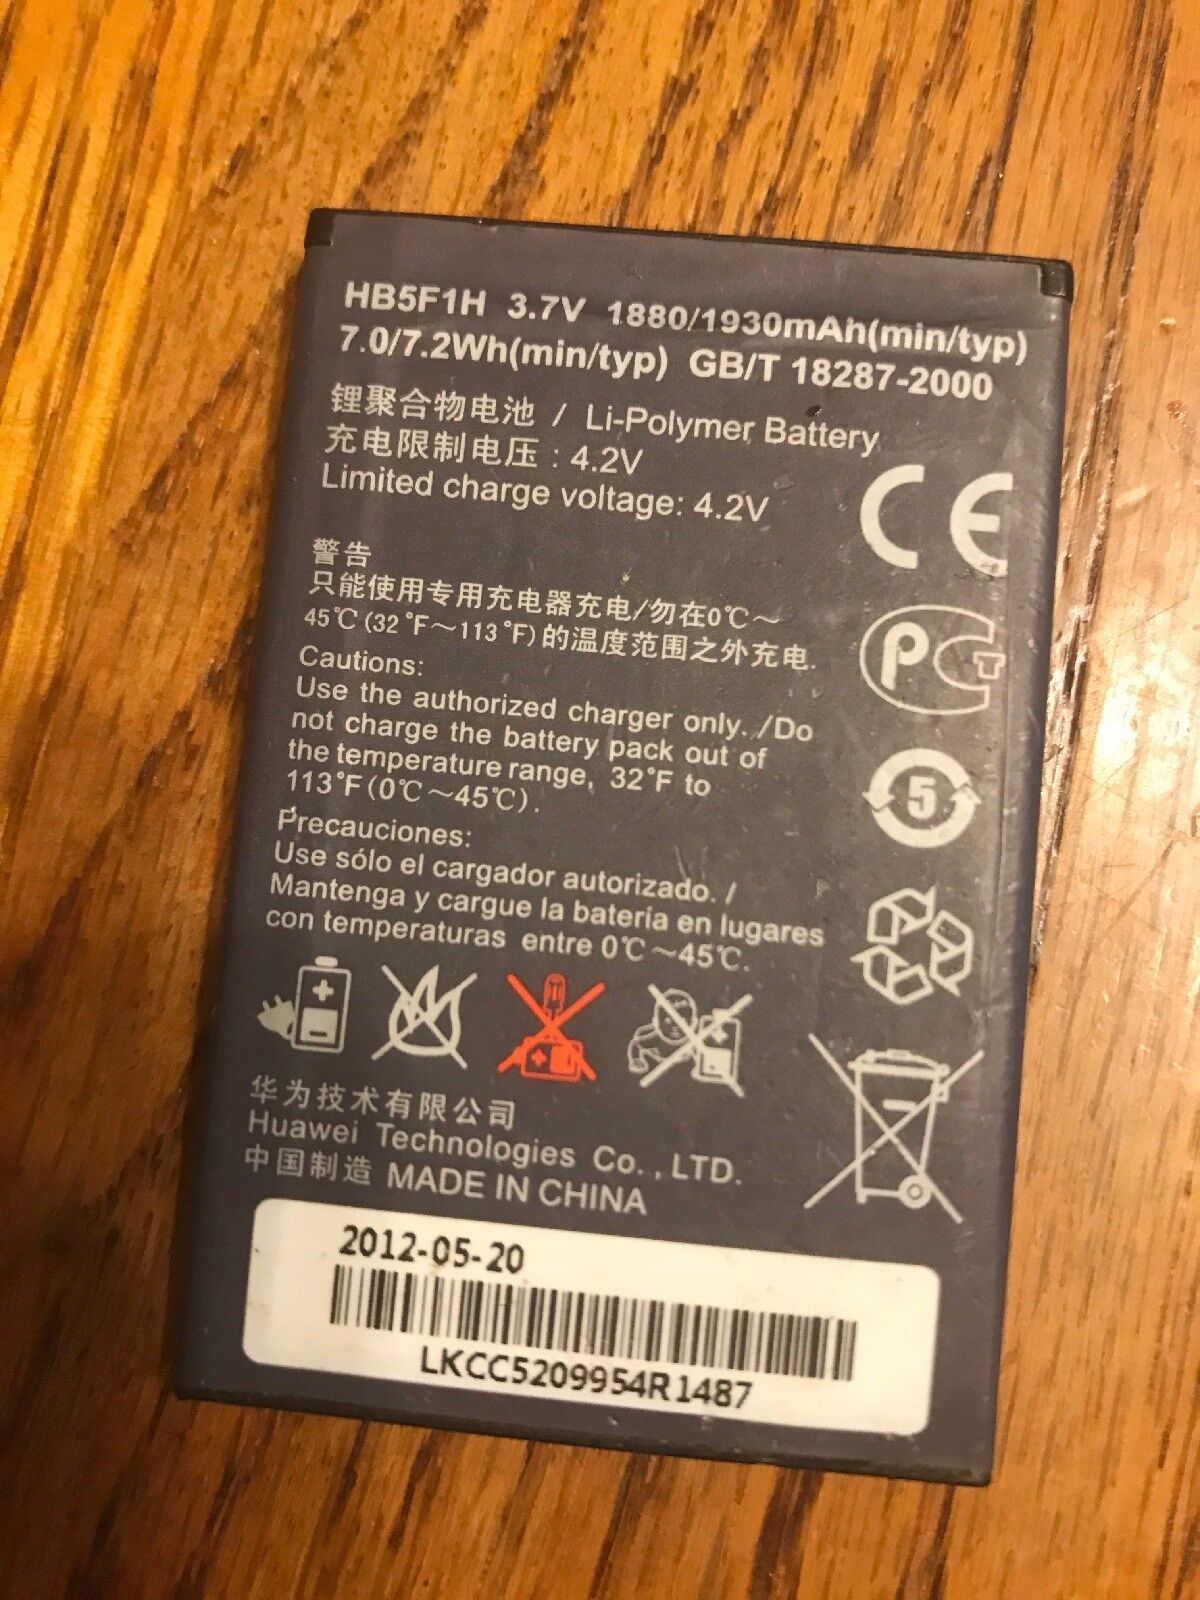 HB5F1H 3.7V 1880/1930mAh(min/typ)
7.0/7.2Wh(min/typ) GB/T 18287-2000
锂聚合物电池 / Li-Polymer Battery
充电限制电压 : 4.2V
Limited charge voltage: 4.2V
CE
警告
只能使用专用充电器充电/勿在0℃～
45℃(32°F～113°F)的温度范围之外充电.
PCT
Cautions:
Use the authorized charger only. /Do
not charge the battery pack out of
the temperature range, 32°F to
113°F(0℃～45℃).
5
Precauciones:
Use sólo el cargador autorizado. /
Mantenga y cargue la batería en lugares
con temperaturas entre 0℃～45℃.
华为技术有限公司
Huawei Technologies Co., LTD.
中国制造 MADE IN CHINA
2012-05-20
LKCC5209954R1487